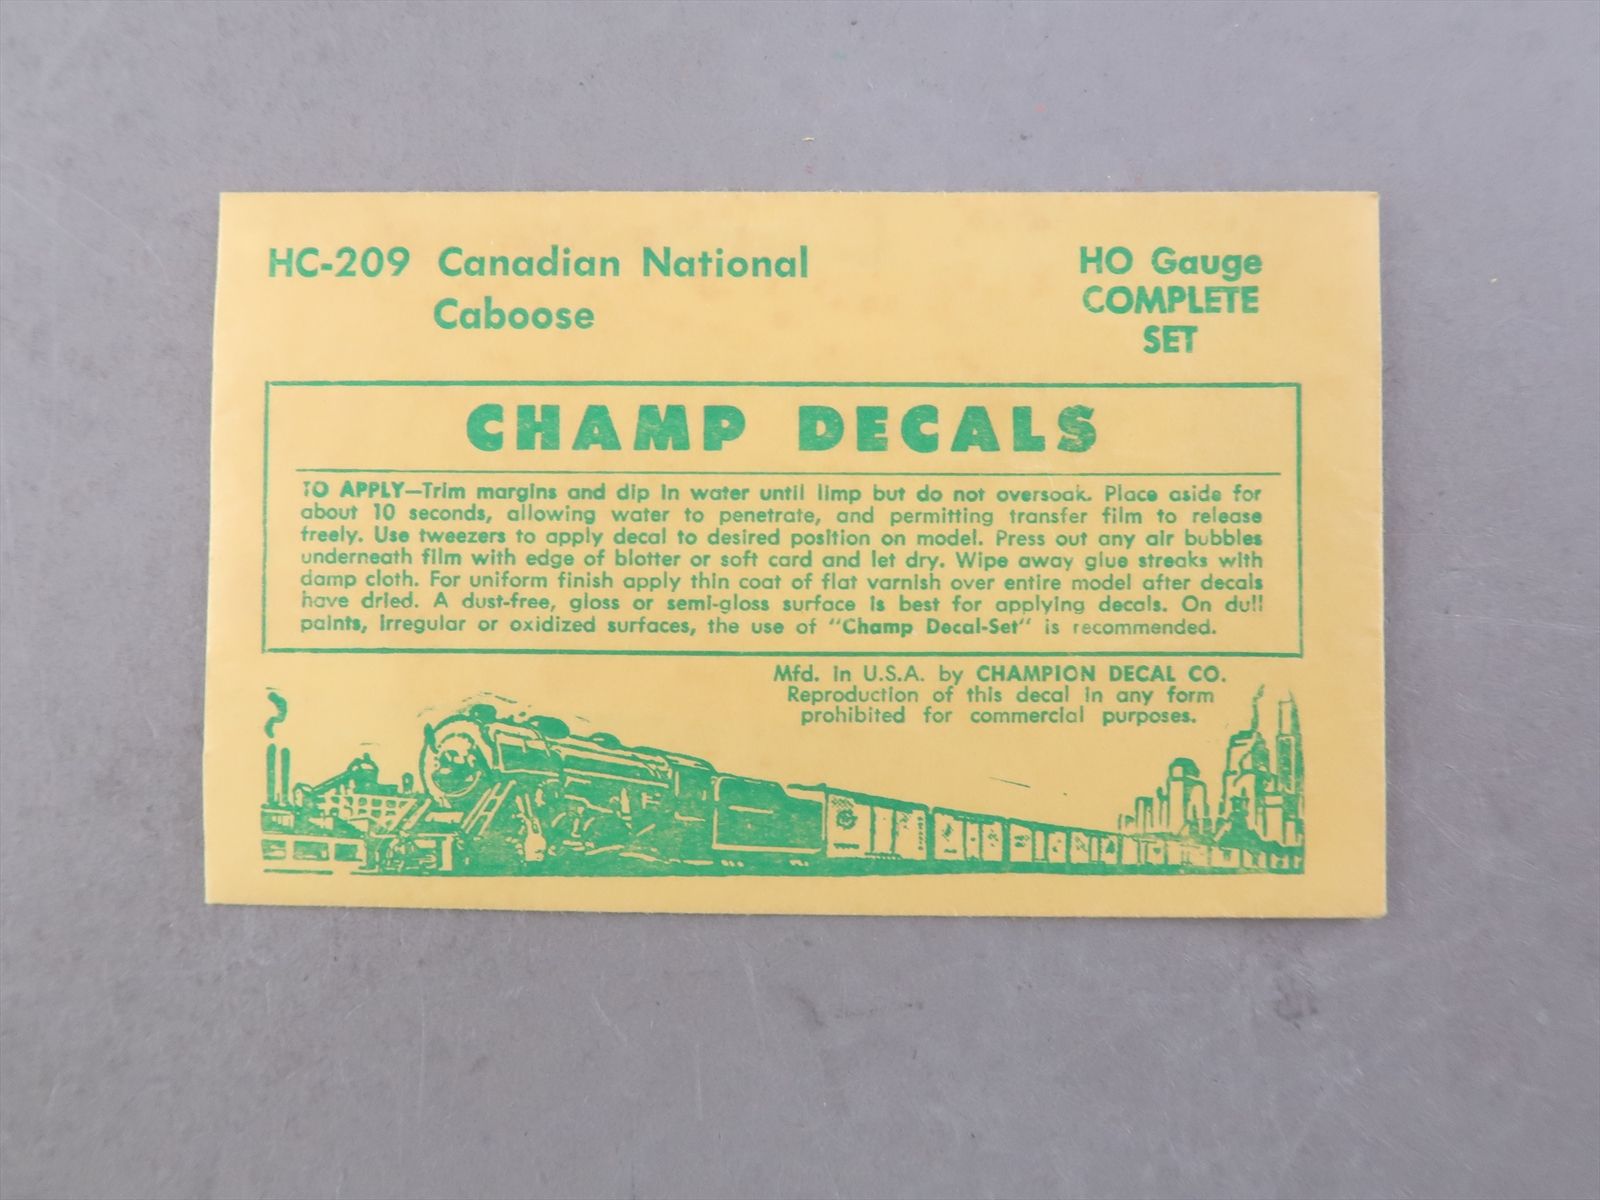 HC-209 Canadian National
Caboose
HO Gauge
COMPLETE
SET
CHAMP DECALS
TO APPLY—Trim margins and dip in water until limp but do not oversoak. Place aside for
about 10 seconds, allowing water to penetrate, and permitting transfer film to release
freely. Use tweezers to apply decal to desired position on model. Press out any air bubbles
underneath film with edge of blotter or soft card and let dry. Wipe away glue streaks with
damp cloth. For uniform finish apply thin coat of flat varnish over entire model after decals
have dried. A dust-free, gloss or semi-gloss surface is best for applying decals. On dull
paints, irregular or oxidized surfaces, the use of "Champ Decal-Set" is recommended.
Mfd. in U.S.A. by CHAMPION DECAL CO.
Reproduction of this decal in any form
prohibited for commercial purposes.